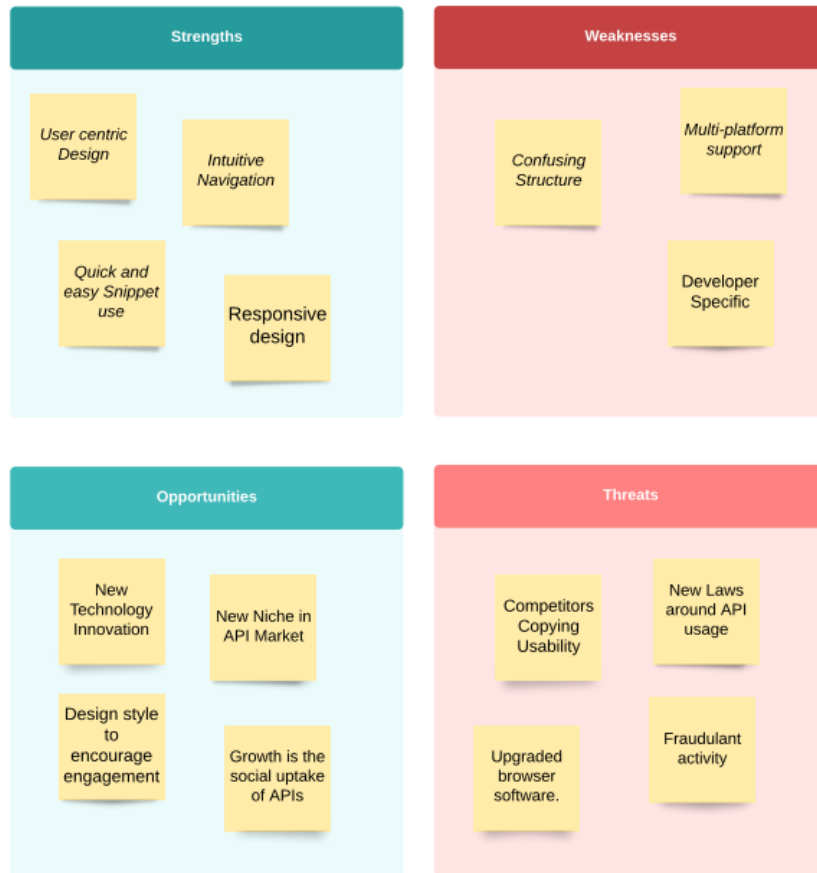 Strengths
User centric
Design
Intuitive
Navigation
Quick and
easy Snippet
use
Responsive
design
Weaknesses
Confusing
Structure
Multi-platform
support
Developer
Specific
Opportunities
New
Technology
Innovation
New Niche in
API Market
Design style
to
encourage
engagement
Growth is the
social uptake
of APIs
Threats
Competitors
Copying
Usability
New Laws
around API
usage
Upgraded
browser
software.
Fraudulant
activity